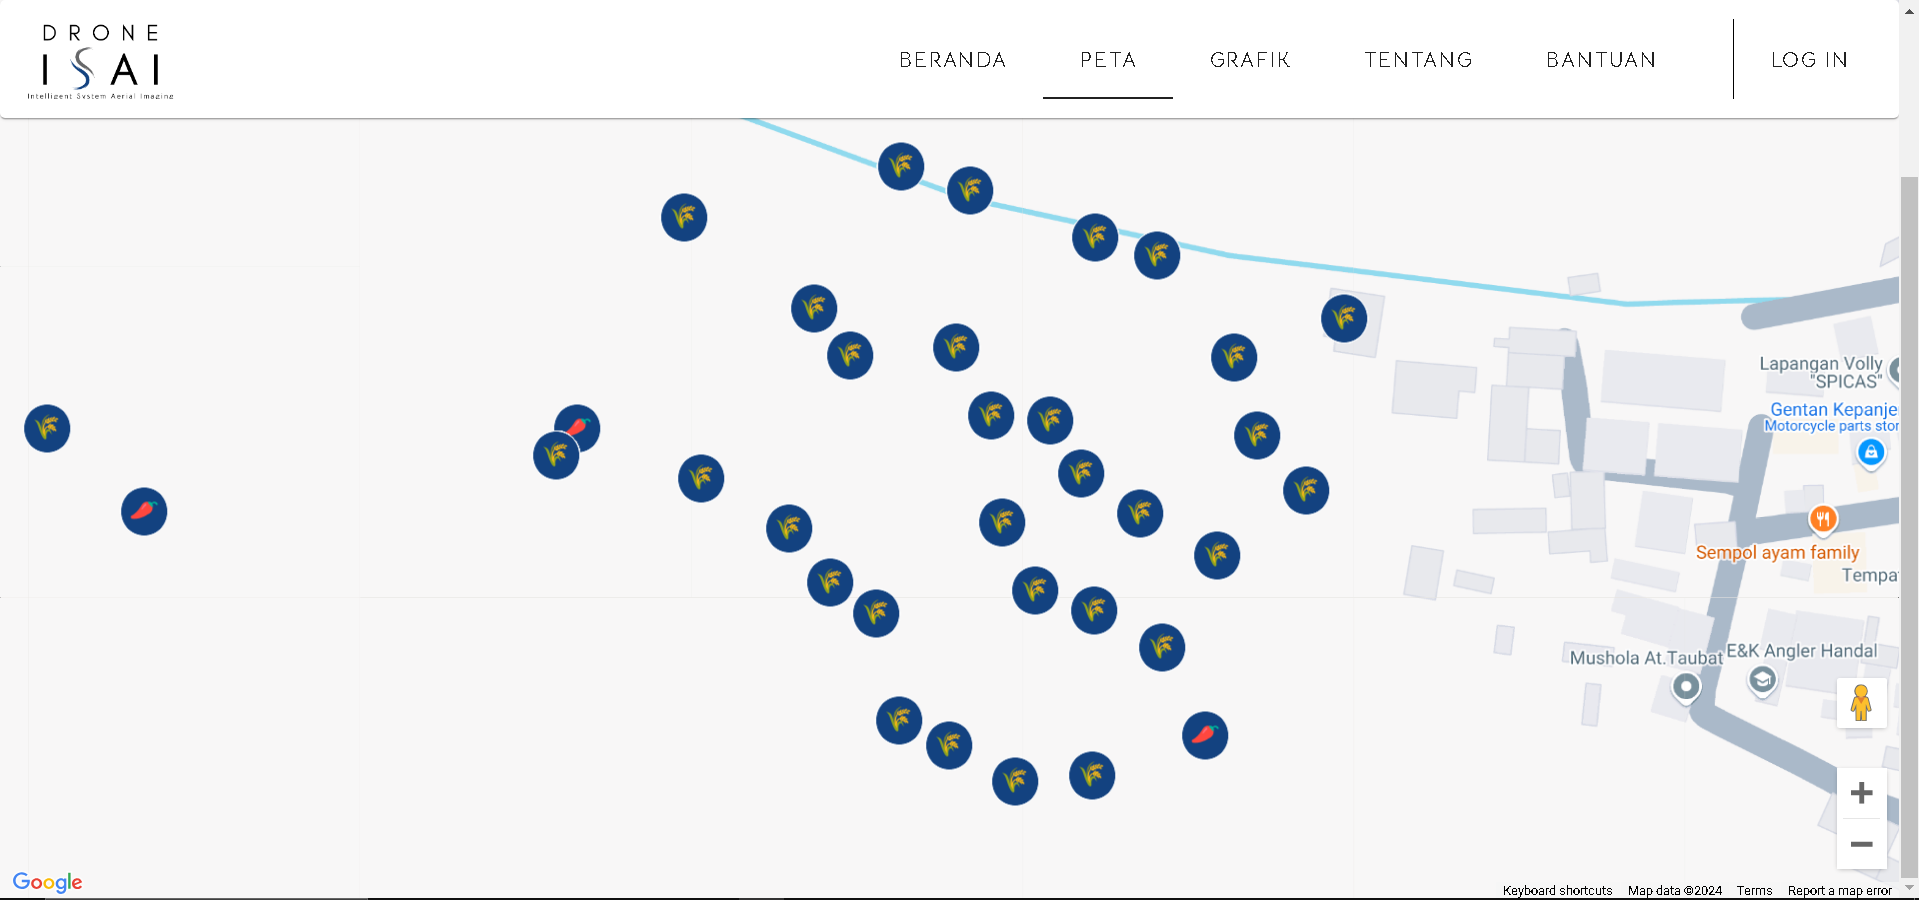 DRONE
ISAI
Intelligent System Aerial Imaging
BERANDA
PETA
GRAFIK
TENTANG
BANTUAN
LOG IN
Lapangan Volly
"SPICAS"
Gentan Kepanje
Motorcycle parts stor
Sempol ayam family
Tempa
Mushola At.Taubat
E&K Angler Handal
Google
Keyboard shortcuts
Map data ©2024
Terms
Report a map error